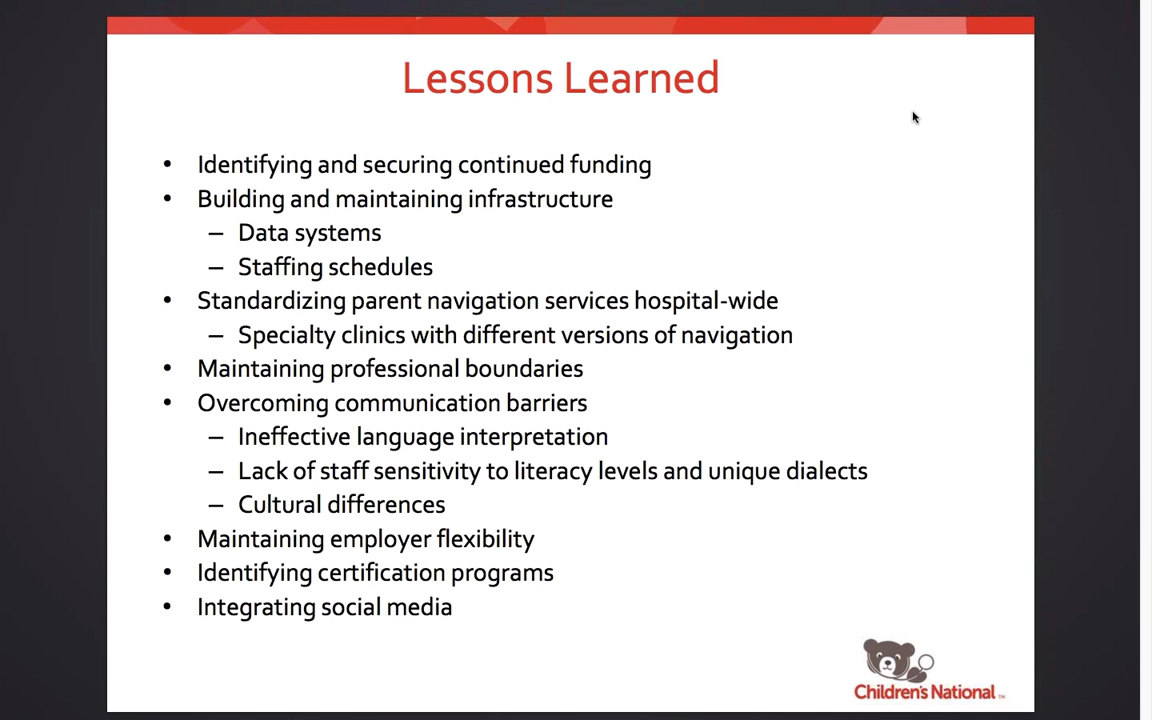 Lessons Learned
• Identifying and securing continued funding
• Building and maintaining infrastructure
– Data systems
– Staffing schedules
• Standardizing parent navigation services hospital-wide
– Specialty clinics with different versions of navigation
• Maintaining professional boundaries
• Overcoming communication barriers
– Ineffective language interpretation
– Lack of staff sensitivity to literacy levels and unique dialects
– Cultural differences
• Maintaining employer flexibility
• Identifying certification programs
• Integrating social media
Children's National ™